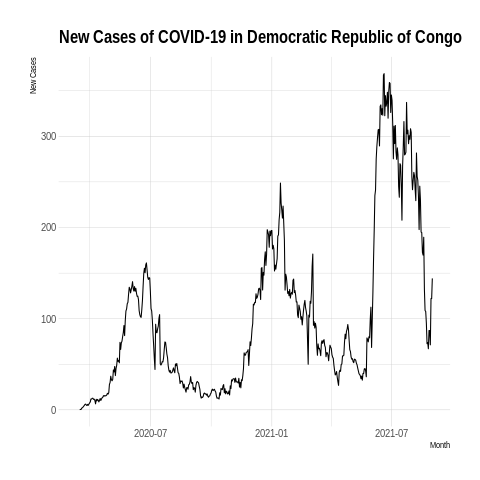 New Cases of COVID-19 in Democratic Republic of Congo
New Cases
300
200
100
0
2020-07
2021-01
2021-07
Month